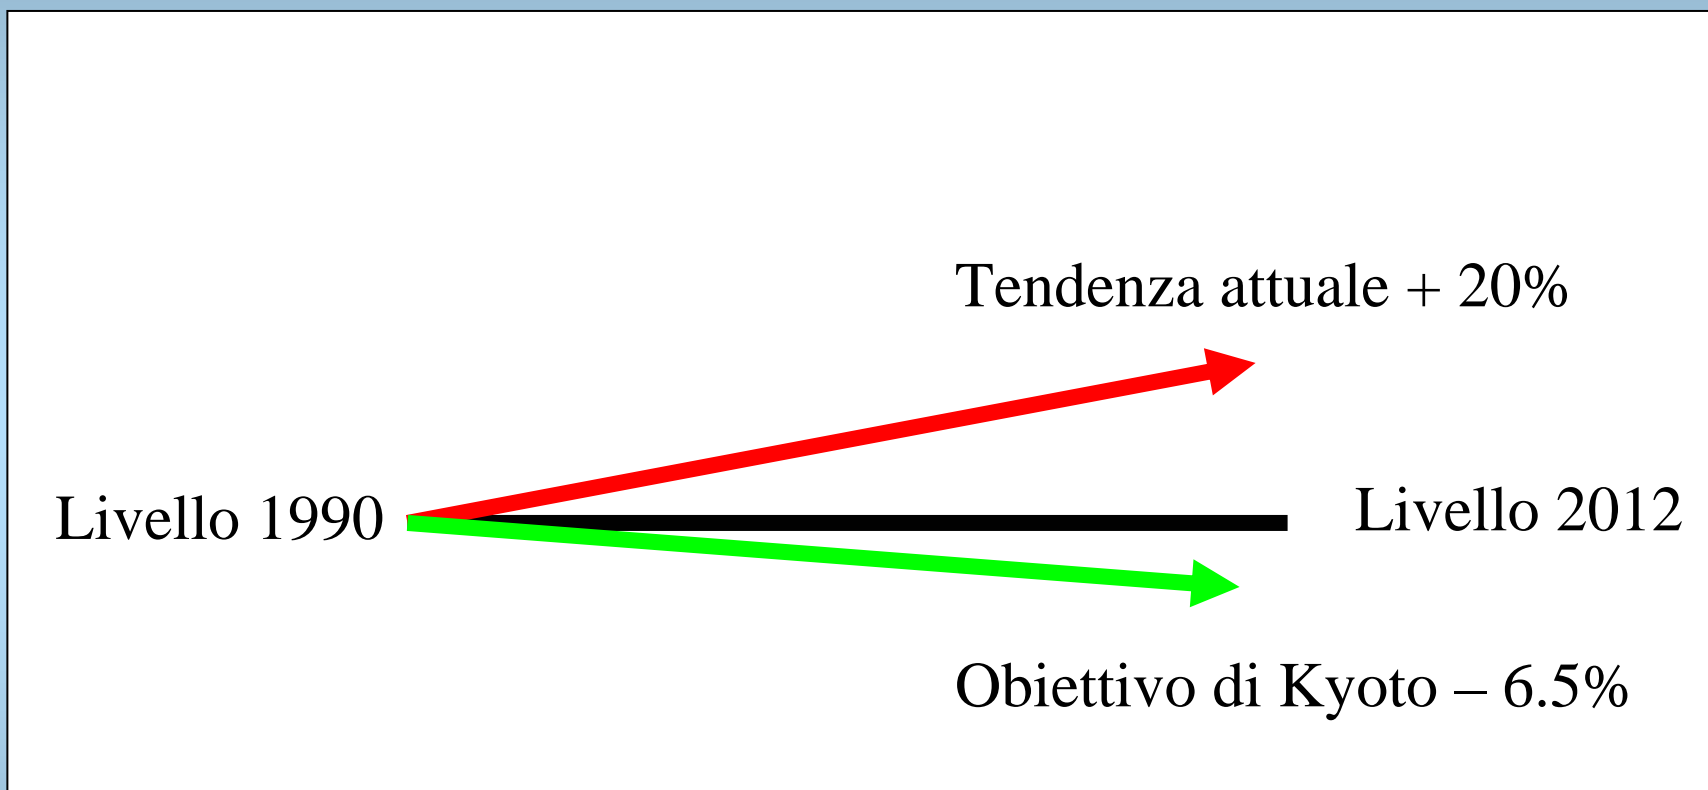 Tendenza attuale + 20%
Livello 1990
Livello 2012
Obiettivo di Kyoto – 6.5%